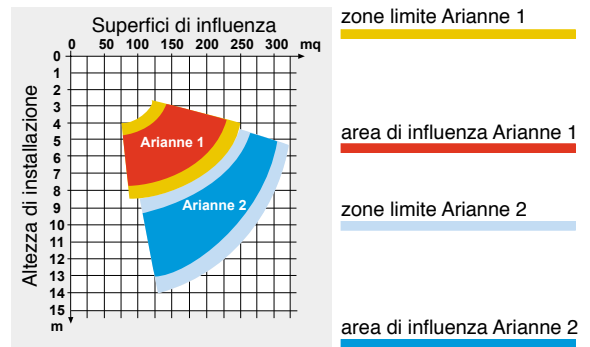 Superfici di influenza
0 50 100 150 200 250 300 mq
Altezza di installazione
0
1
2
3
4
5
6
7
8
9
10
11
12
13
14
15
m
Arianne 1
Arianne 2
zone limite Arianne 1
area di influenza Arianne 1
zone limite Arianne 2
area di influenza Arianne 2